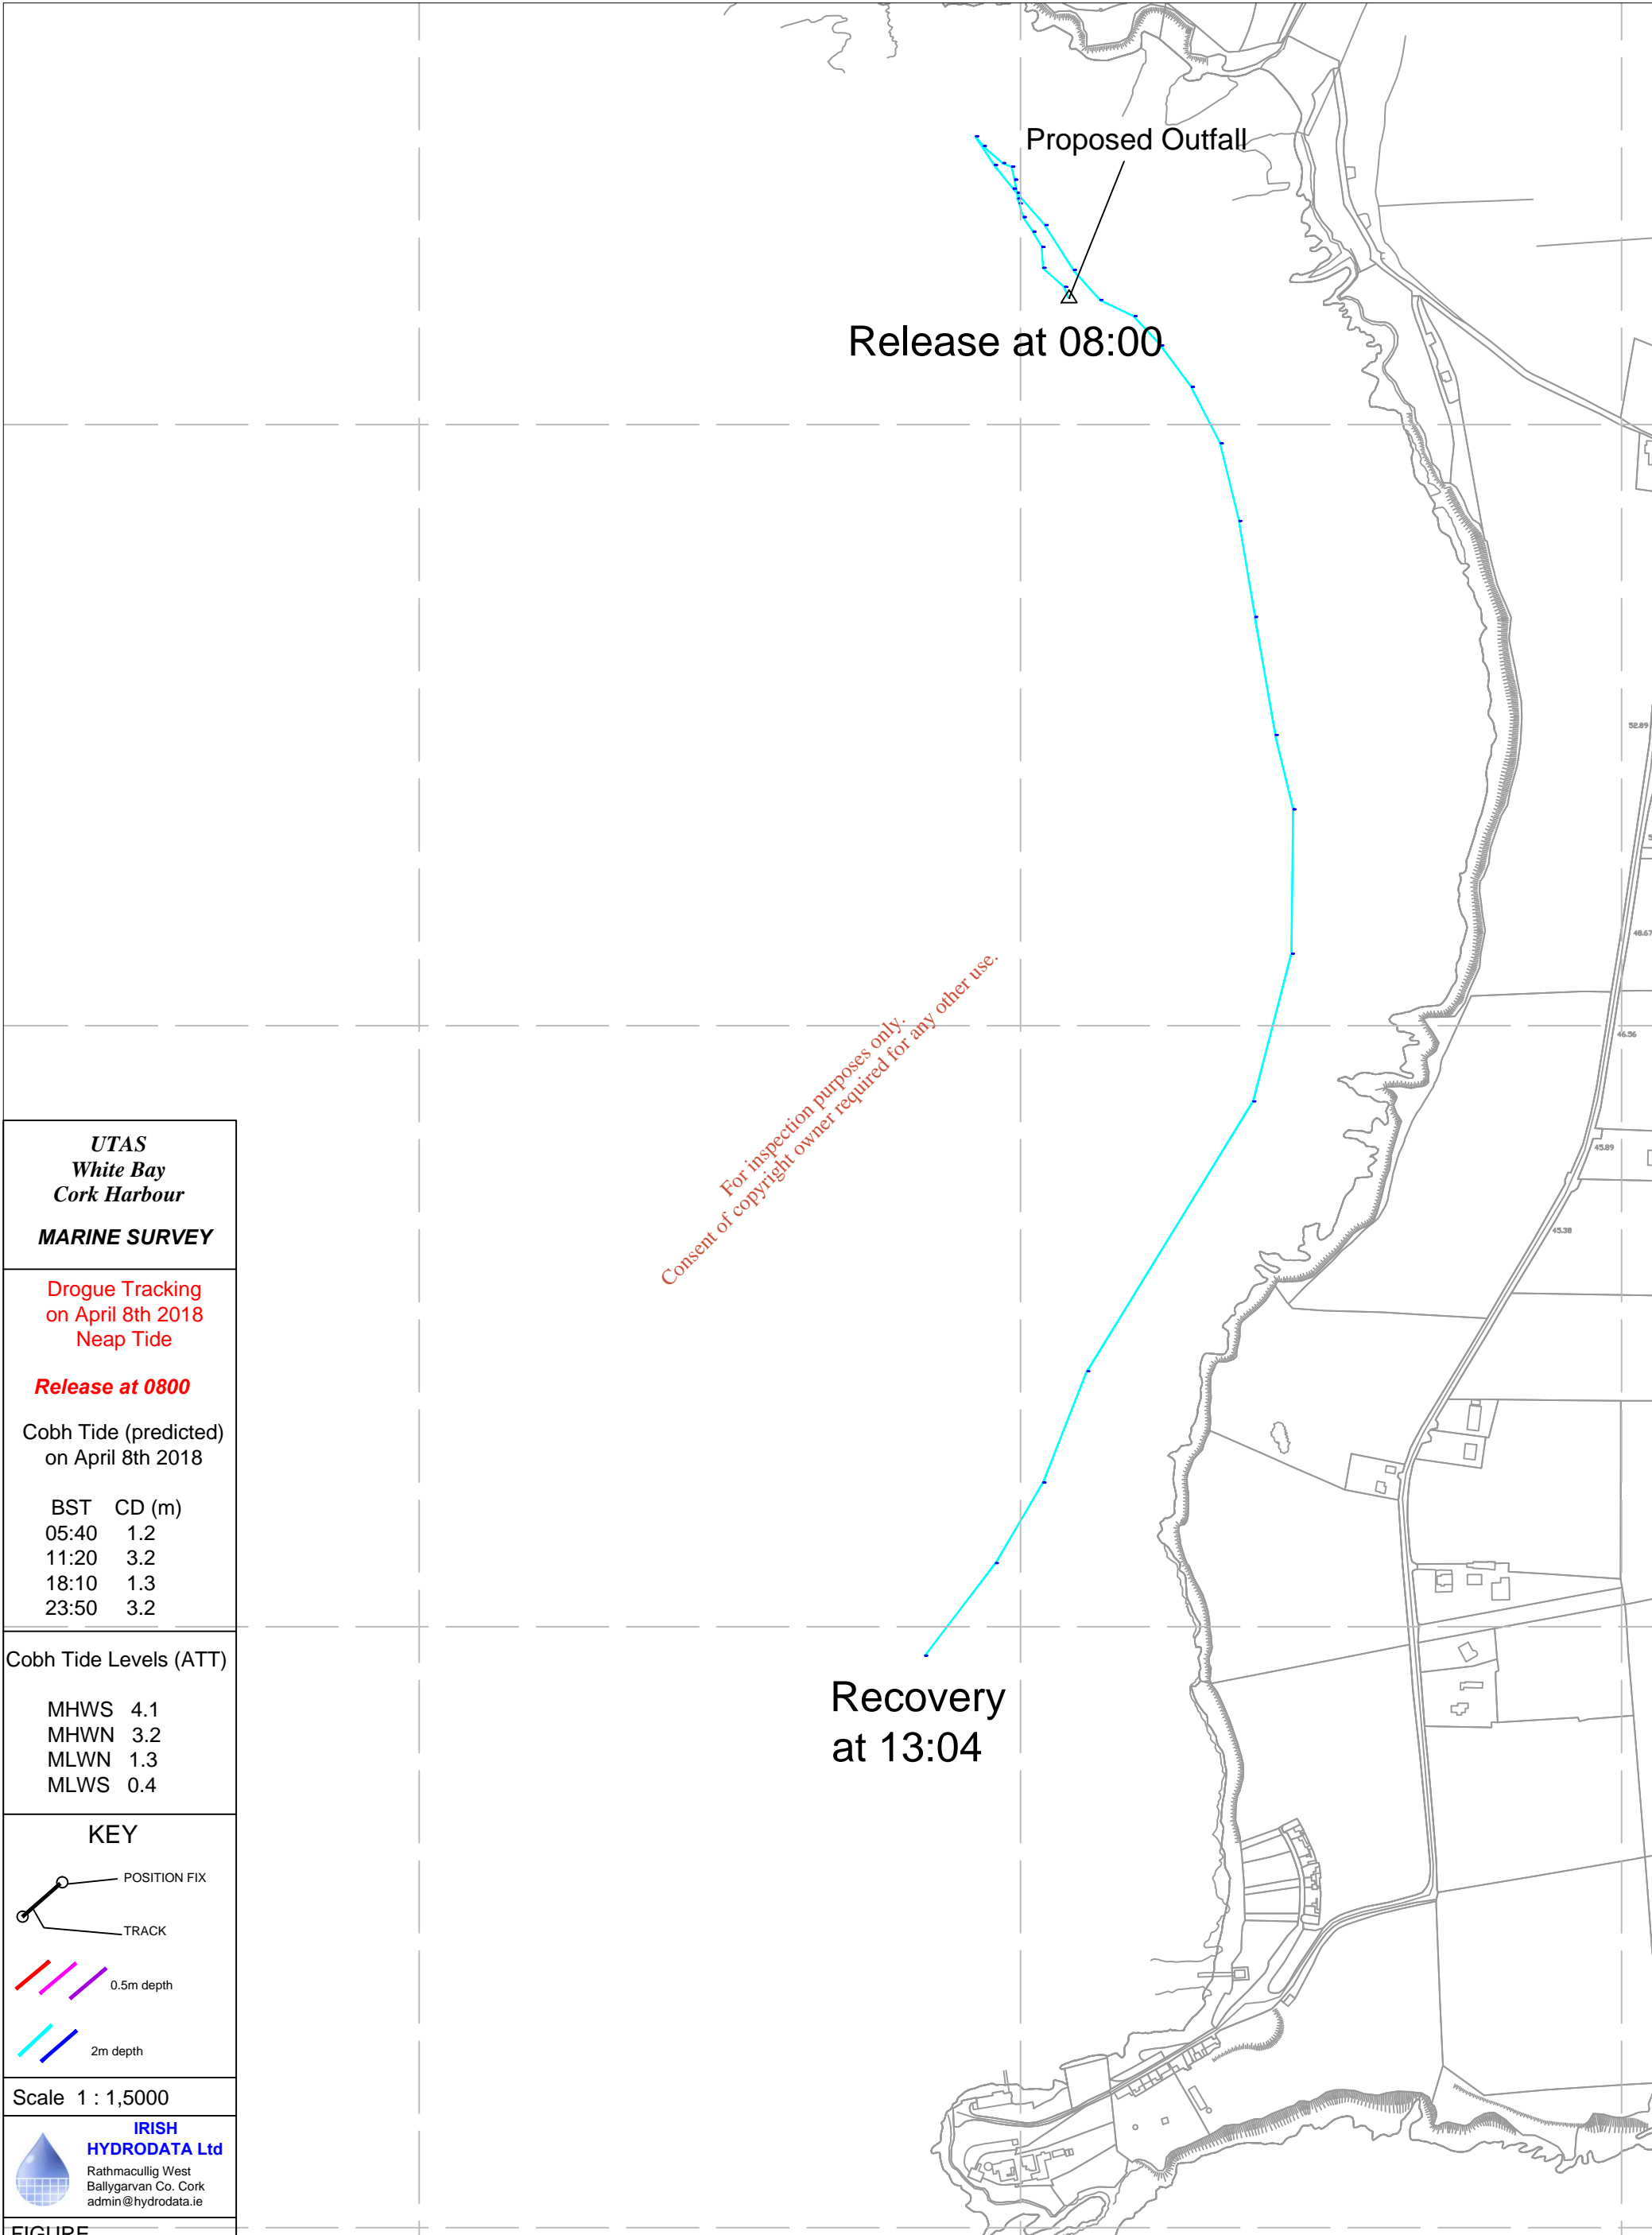 Proposed Outfall
Release at 08:00
52.89
48.67
46.56
45.89
45.38
For inspection purposes only.
Consent of copyright owner required for any other use.
Recovery
at 13:04
UTAS
White Bay
Cork Harbour
MARINE SURVEY
Drogue Tracking
on April 8th 2018
Neap Tide
Release at 0800
Cobh Tide (predicted)
on April 8th 2018
BST CD (m)
05:40 1.2
11:20 3.2
18:10 1.3
23:50 3.2
Cobh Tide Levels (ATT)
MHWS 4.1
MHWN 3.2
MLWN 1.3
MLWS 0.4
KEY
POSITION FIX
TRACK
0.5m depth
2m depth
Scale 1 : 1,5000
IRISH
HYDRODATA Ltd
Rathmacullig West
Ballygarvan Co. Cork
admin@hydrodata.ie
FIGURE